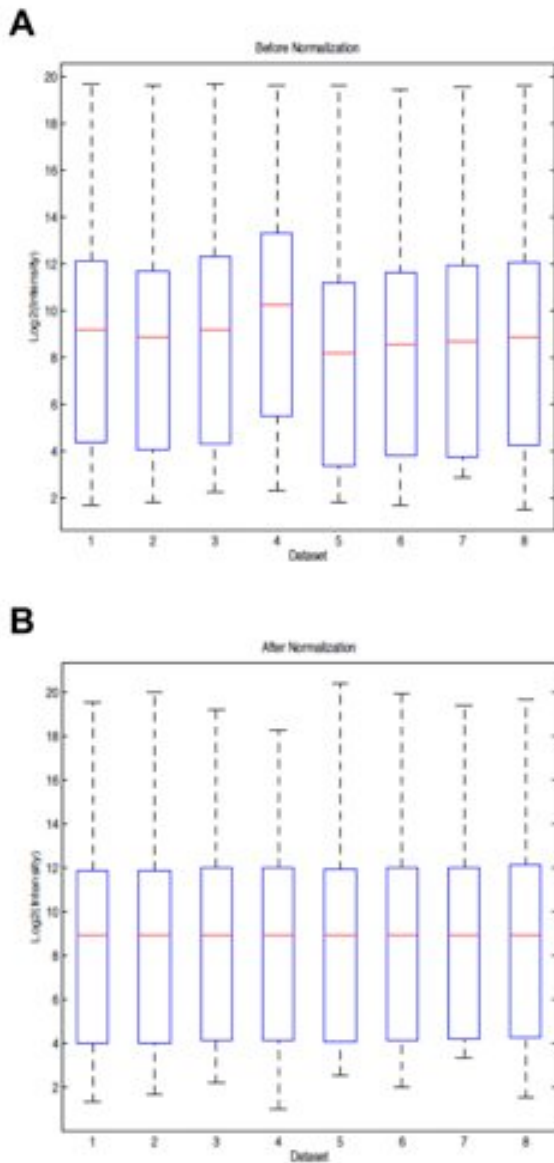 A
Before Normalization
20
18
16
14
12
10
8
6
4
2
Log2(Intensity)
1 2 3 4 5 6 7 8
Dataset
B
After Normalization
20
18
16
14
12
10
8
6
4
2
Log2(Intensity)
1 2 3 4 5 6 7 8
Dataset